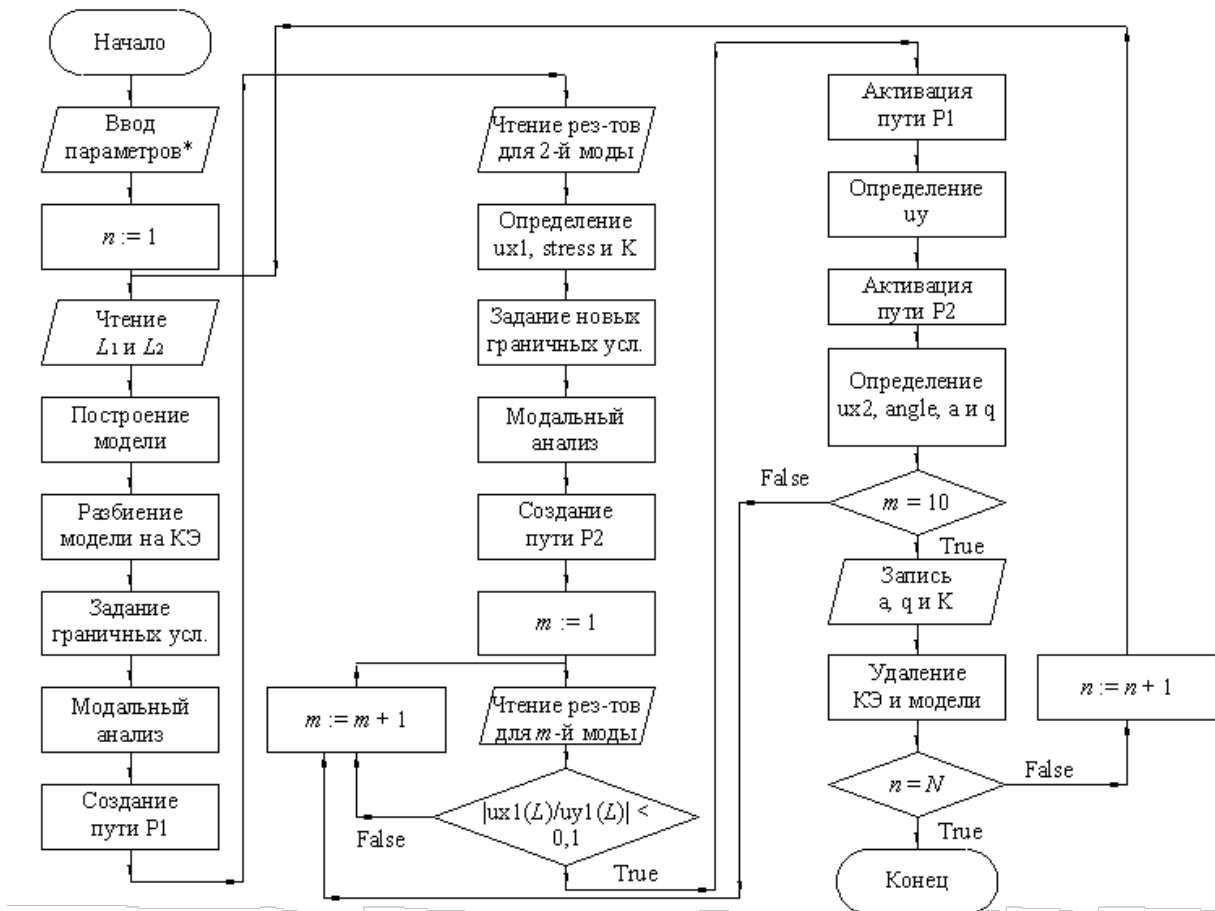 Начало
Ввод
параметров*
n := 1
Чтение
L1 и L2
Построение
модели
Разбиение
модели на КЭ
Задание
граничных усл.
Модальный
анализ
Создание
пути P1
Чтение рез-тов
для 2-й моды
Определение
ux1, stress и K
Задание новых
граничных усл.
Модальный
анализ
Создание
пути P2
m := 1
m := m + 1
Чтение рез-тов
для m-й моды
|ux1(L)/uy1(L)| <
0,1
False
True
Активация
пути P1
Определение
uy
Активация
пути P2
Определение
ux2, angle, a и q
False
m = 10
True
Запись
a, q и K
Удаление
КЭ и модели
n := n + 1
n = N
False
True
Конец